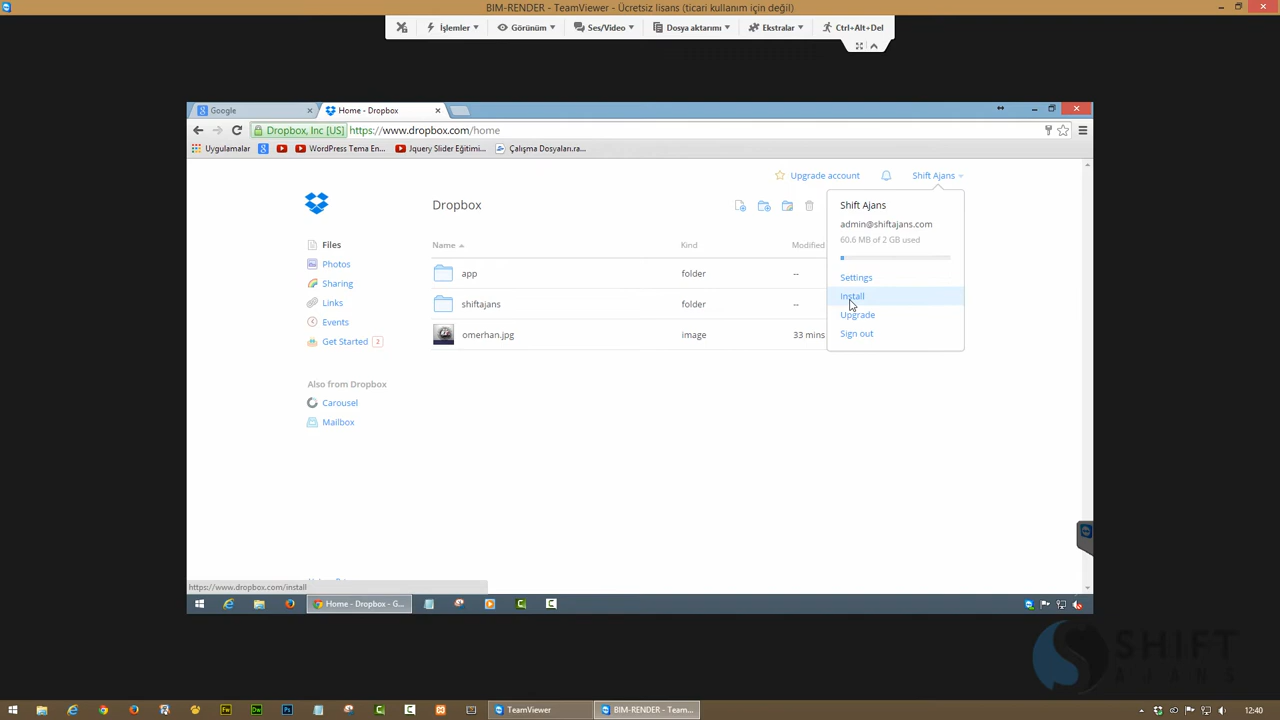 BIM-RENDER - TeamViewer - Ücretsiz lisans (ticari kullanım için değil)
İşlemler
Görünüm
Ses/Video
Dosya aktarımı
Ekstralar
Ctrl+Alt+Del
Google
Home - Dropbox
Dropbox, Inc [US]
https://www.dropbox.com/home
Uygulamalar
WordPress Tema En...
Jquery Slider Eğitimi...
Çalışma Dosyaları.ra...
Upgrade account
Shift Ajans
Dropbox
Shift Ajans
admin@shiftajans.com
60.6 MB of 2 GB used
Settings
Install
Upgrade
Sign out
Files
Photos
Sharing
Links
Events
Get Started 2
Also from Dropbox
Carousel
Mailbox
Name Kind Modified
app folder --
shiftajans folder --
omerhan.jpg image 33 mins
https://www.dropbox.com/install
Home - Dropbox - G...
SHIFT
AJANS
Fw
Dw
Ps
TeamViewer
BIM-RENDER - Team...
12:40